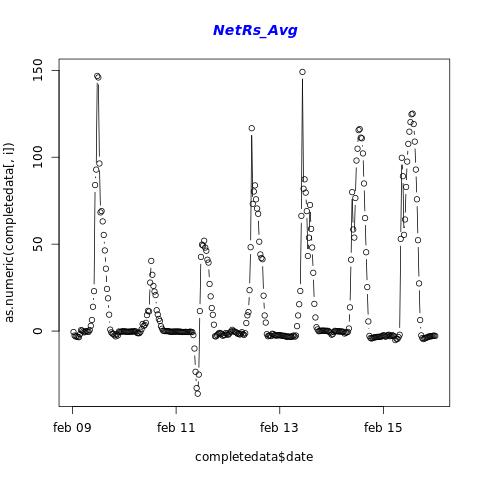 NetRs_Avg
as.numeric(completedata[, i])
150
100
50
0
feb 09
feb 11
feb 13
feb 15
completedata$date